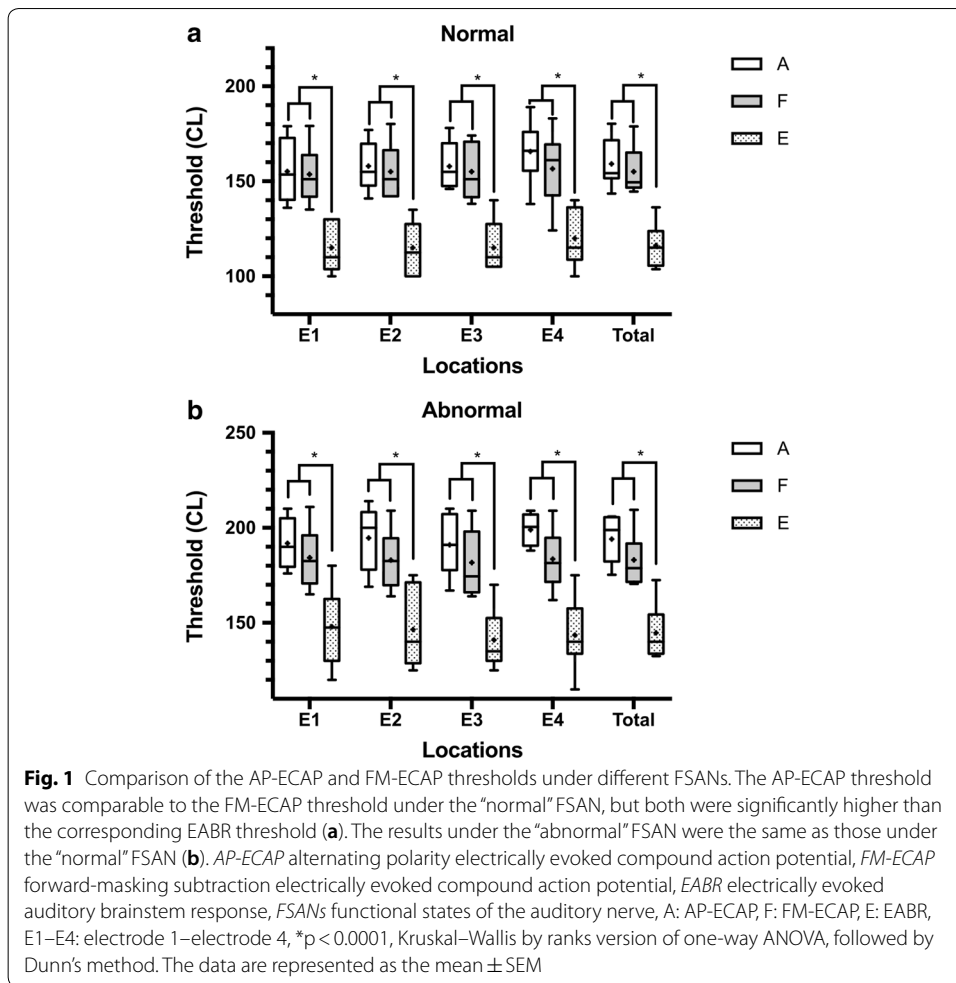 a
Normal
A
F
E
* * * * *
Threshold (CL)
200
150
100
E1 E2 E3 E4 Total
Locations
b
Abnormal
A
F
E
* * * * *
Threshold (CL)
250
200
150
E1 E2 E3 E4 Total
Locations
Fig. 1 Comparison of the AP-ECAP and FM-ECAP thresholds under different FSANs. The AP-ECAP threshold
was comparable to the FM-ECAP threshold under the “normal” FSAN, but both were significantly higher than
the corresponding EABR threshold (a). The results under the “abnormal” FSAN were the same as those under
the “normal” FSAN (b). AP-ECAP alternating polarity electrically evoked compound action potential, FM-ECAP
forward-masking subtraction electrically evoked compound action potential, EABR electrically evoked
auditory brainstem response, FSANs functional states of the auditory nerve, A: AP-ECAP, F: FM-ECAP, E: EABR,
E1–E4: electrode 1–electrode 4, *p < 0.0001, Kruskal–Wallis by ranks version of one-way ANOVA, followed by
Dunn’s method. The data are represented as the mean ± SEM